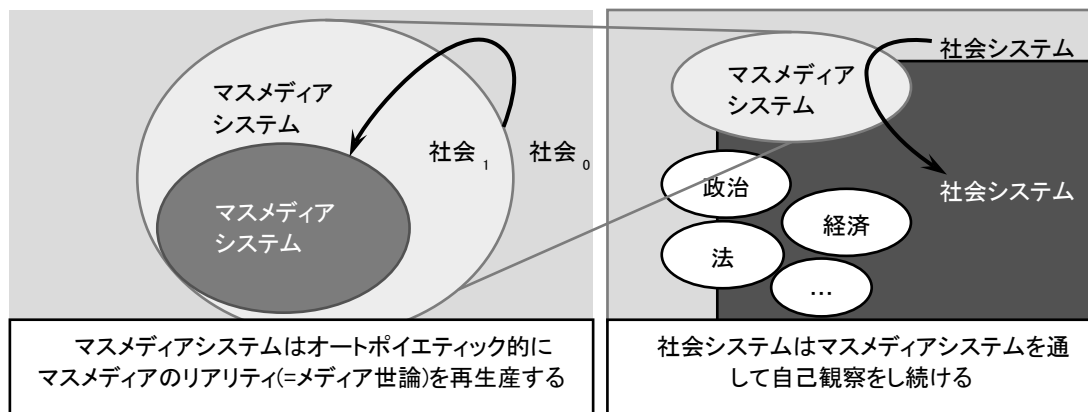 マスメディア
システム
社会₁
社会₀
マスメディア
システム
マスメディアシステムはオートポイエティック的に
マスメディアのリアリティ(=メディア世論)を再生産する
社会システム
マスメディア
システム
社会システム
政治
経済
法
…
社会システムはマスメディアシステムを通
して自己観察をし続ける